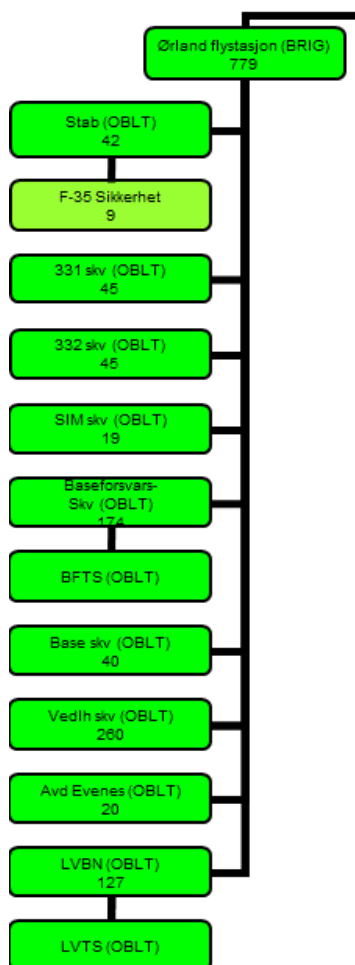 Ørland flystasjon (BRIG)
779
Stab (OBLT)
42
F-35 Sikkerhet
9
331 skv (OBLT)
45
332 skv (OBLT)
45
SIM skv (OBLT)
19
Baseforsvars-
Skv (OBLT)
174
BFTS (OBLT)
Base skv (OBLT)
40
Vedlh skv (OBLT)
260
Avd Evenes (OBLT)
20
LVBN (OBLT)
127
LVTS (OBLT)